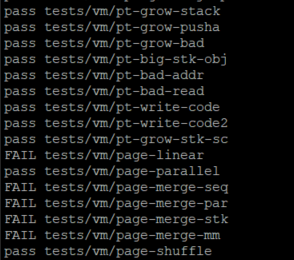 pass tests/vm/pt-grow-stack
pass tests/vm/pt-grow-pusha
pass tests/vm/pt-grow-bad
pass tests/vm/pt-big-stk-obj
pass tests/vm/pt-bad-addr
pass tests/vm/pt-bad-read
pass tests/vm/pt-write-code
pass tests/vm/pt-write-code2
pass tests/vm/pt-grow-stk-sc
FAIL tests/vm/page-linear
pass tests/vm/page-parallel
FAIL tests/vm/page-merge-seq
FAIL tests/vm/page-merge-par
FAIL tests/vm/page-merge-stk
FAIL tests/vm/page-merge-mm
pass tests/vm/page-shuffle